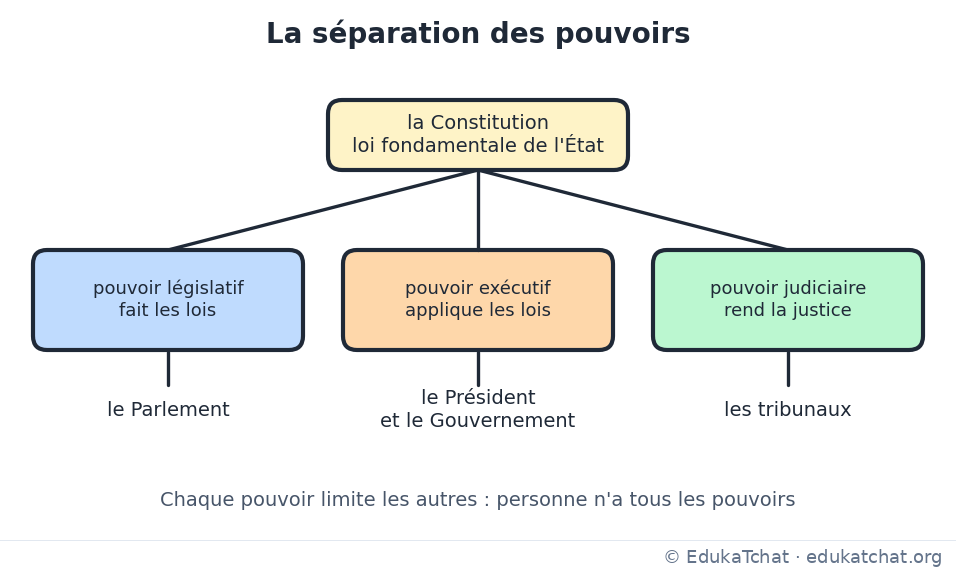 La séparation des pouvoirs
la Constitution
loi fondamentale de l'État
pouvoir législatif
fait les lois
pouvoir exécutif
applique les lois
pouvoir judiciaire
rend la justice
le Parlement
le Président
et le Gouvernement
les tribunaux
Chaque pouvoir limite les autres : personne n'a tous les pouvoirs
© EdukaTchat · edukatchat.org